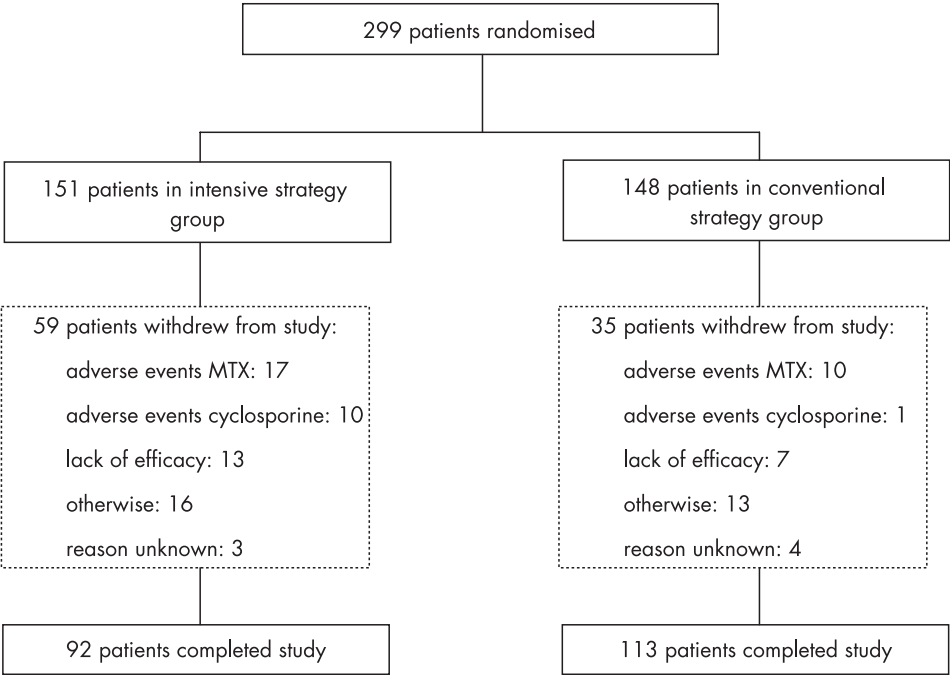 299 patients randomised
151 patients in intensive strategy
group
148 patients in conventional
strategy group
59 patients withdrew from study:
adverse events MTX: 17
adverse events cyclosporine: 10
lack of efficacy: 13
otherwise: 16
reason unknown: 3
35 patients withdrew from study:
adverse events MTX: 10
adverse events cyclosporine: 1
lack of efficacy: 7
otherwise: 13
reason unknown: 4
92 patients completed study
113 patients completed study